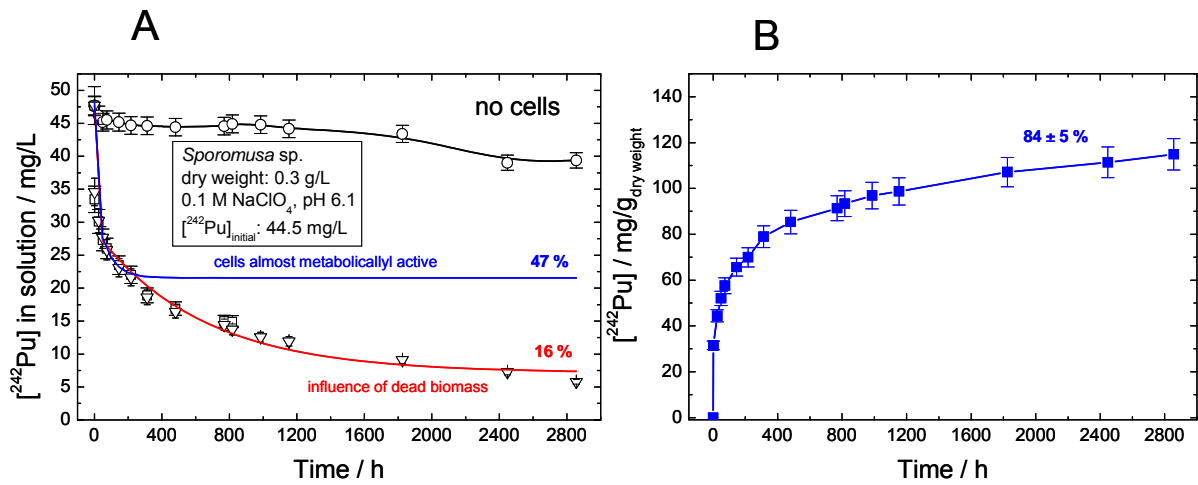 A
[²⁴²Pu] in solution / mg/L
50
45
40
35
30
25
20
15
10
5
0
no cells
Sporomusa sp.
dry weight: 0.3 g/L
0.1 M NaClO₄, pH 6.1
[²⁴²Pu]initial: 44.5 mg/L
cells almost metabolicallyl active
47 %
16 %
influence of dead biomass
0 400 800 1200 1600 2000 2400 2800
Time / h
B
[²⁴²Pu] / mg/gdry weight
140
120
100
80
60
40
20
0
84 ± 5 %
0 400 800 1200 1600 2000 2400 2800
Time / h